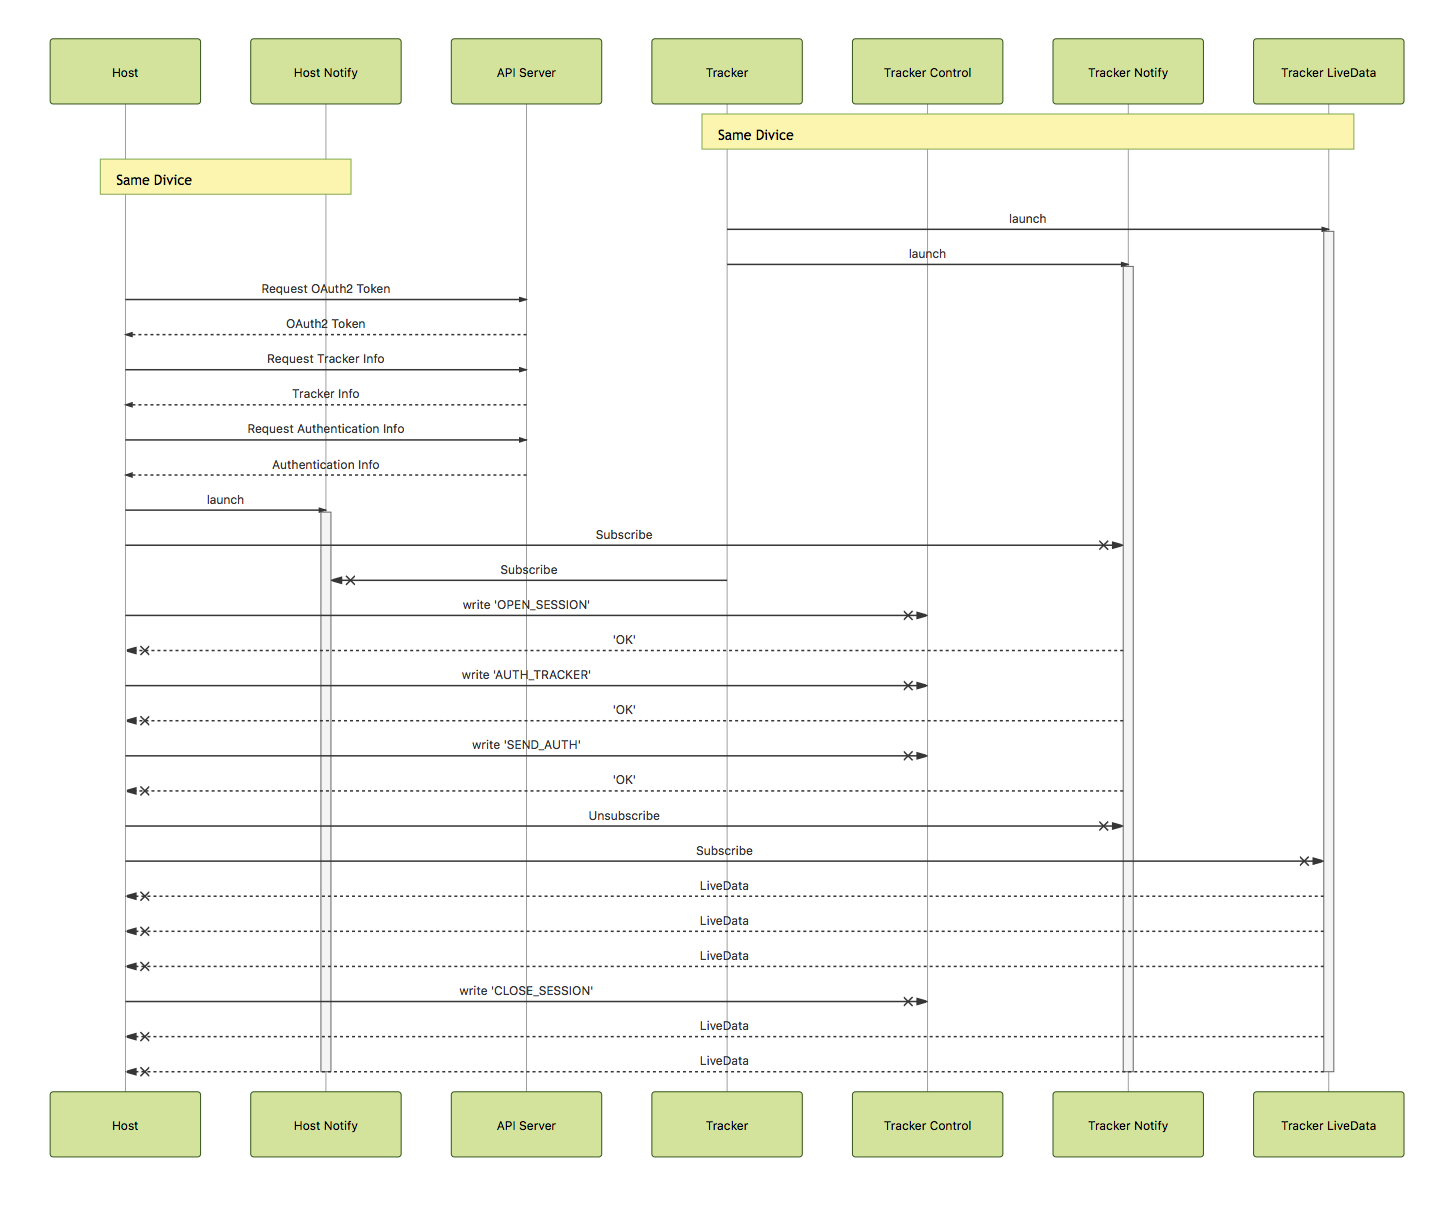 Host
Host Notify
API Server
Tracker
Tracker Control
Tracker Notify
Tracker LiveData
Same Divice
Same Divice
launch
launch
Request OAuth2 Token
OAuth2 Token
Request Tracker Info
Tracker Info
Request Authentication Info
Authentication Info
launch
Subscribe
Subscribe
write 'OPEN_SESSION'
'OK'
write 'AUTH_TRACKER'
'OK'
write 'SEND_AUTH'
'OK'
Unsubscribe
Subscribe
LiveData
LiveData
LiveData
write 'CLOSE_SESSION'
LiveData
LiveData
Host
Host Notify
API Server
Tracker
Tracker Control
Tracker Notify
Tracker LiveData